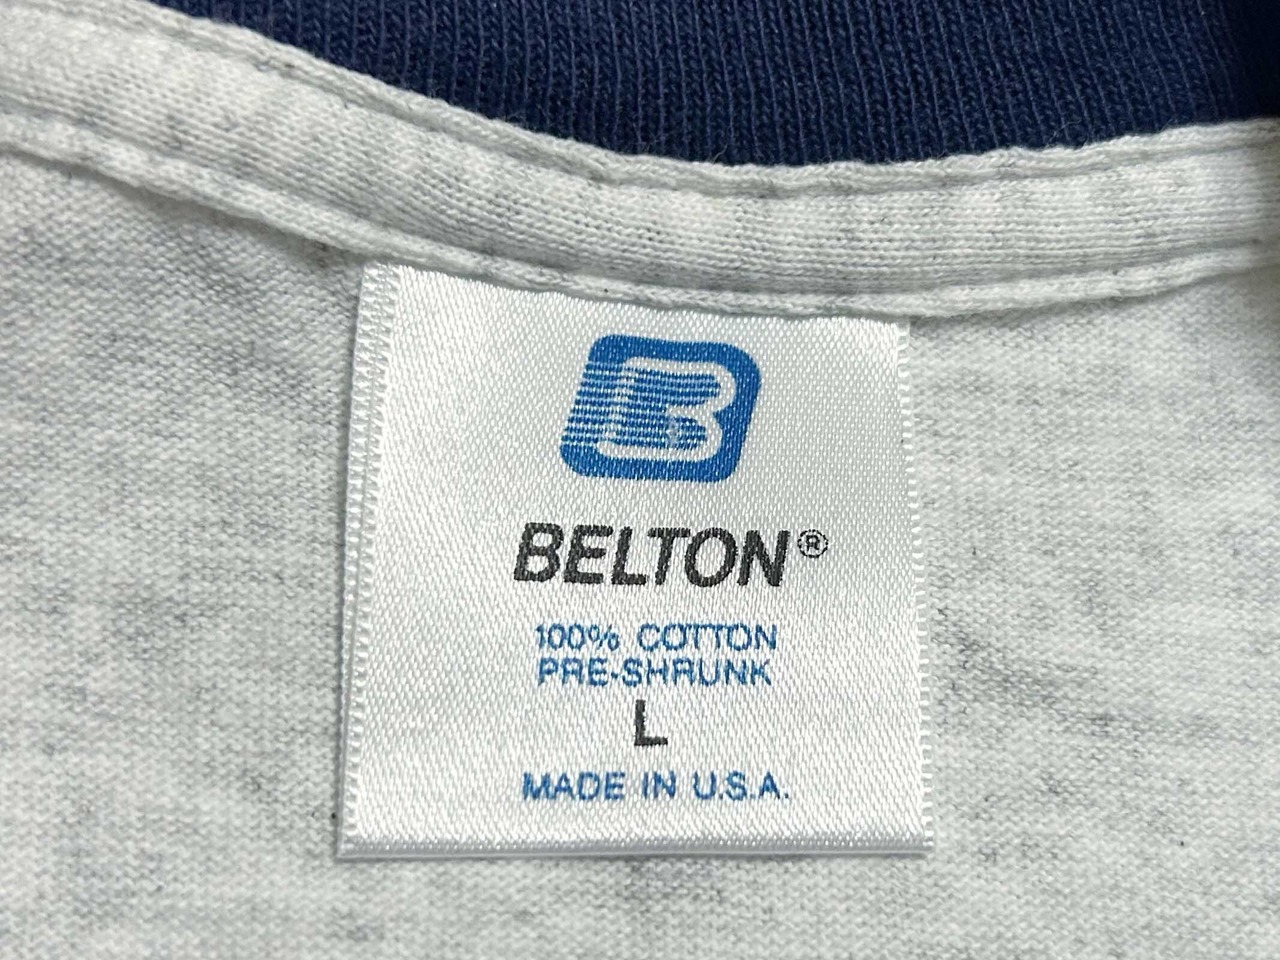 B
BELTON®
100% COTTON
PRE-SHRUNK
L
MADE IN U.S.A.